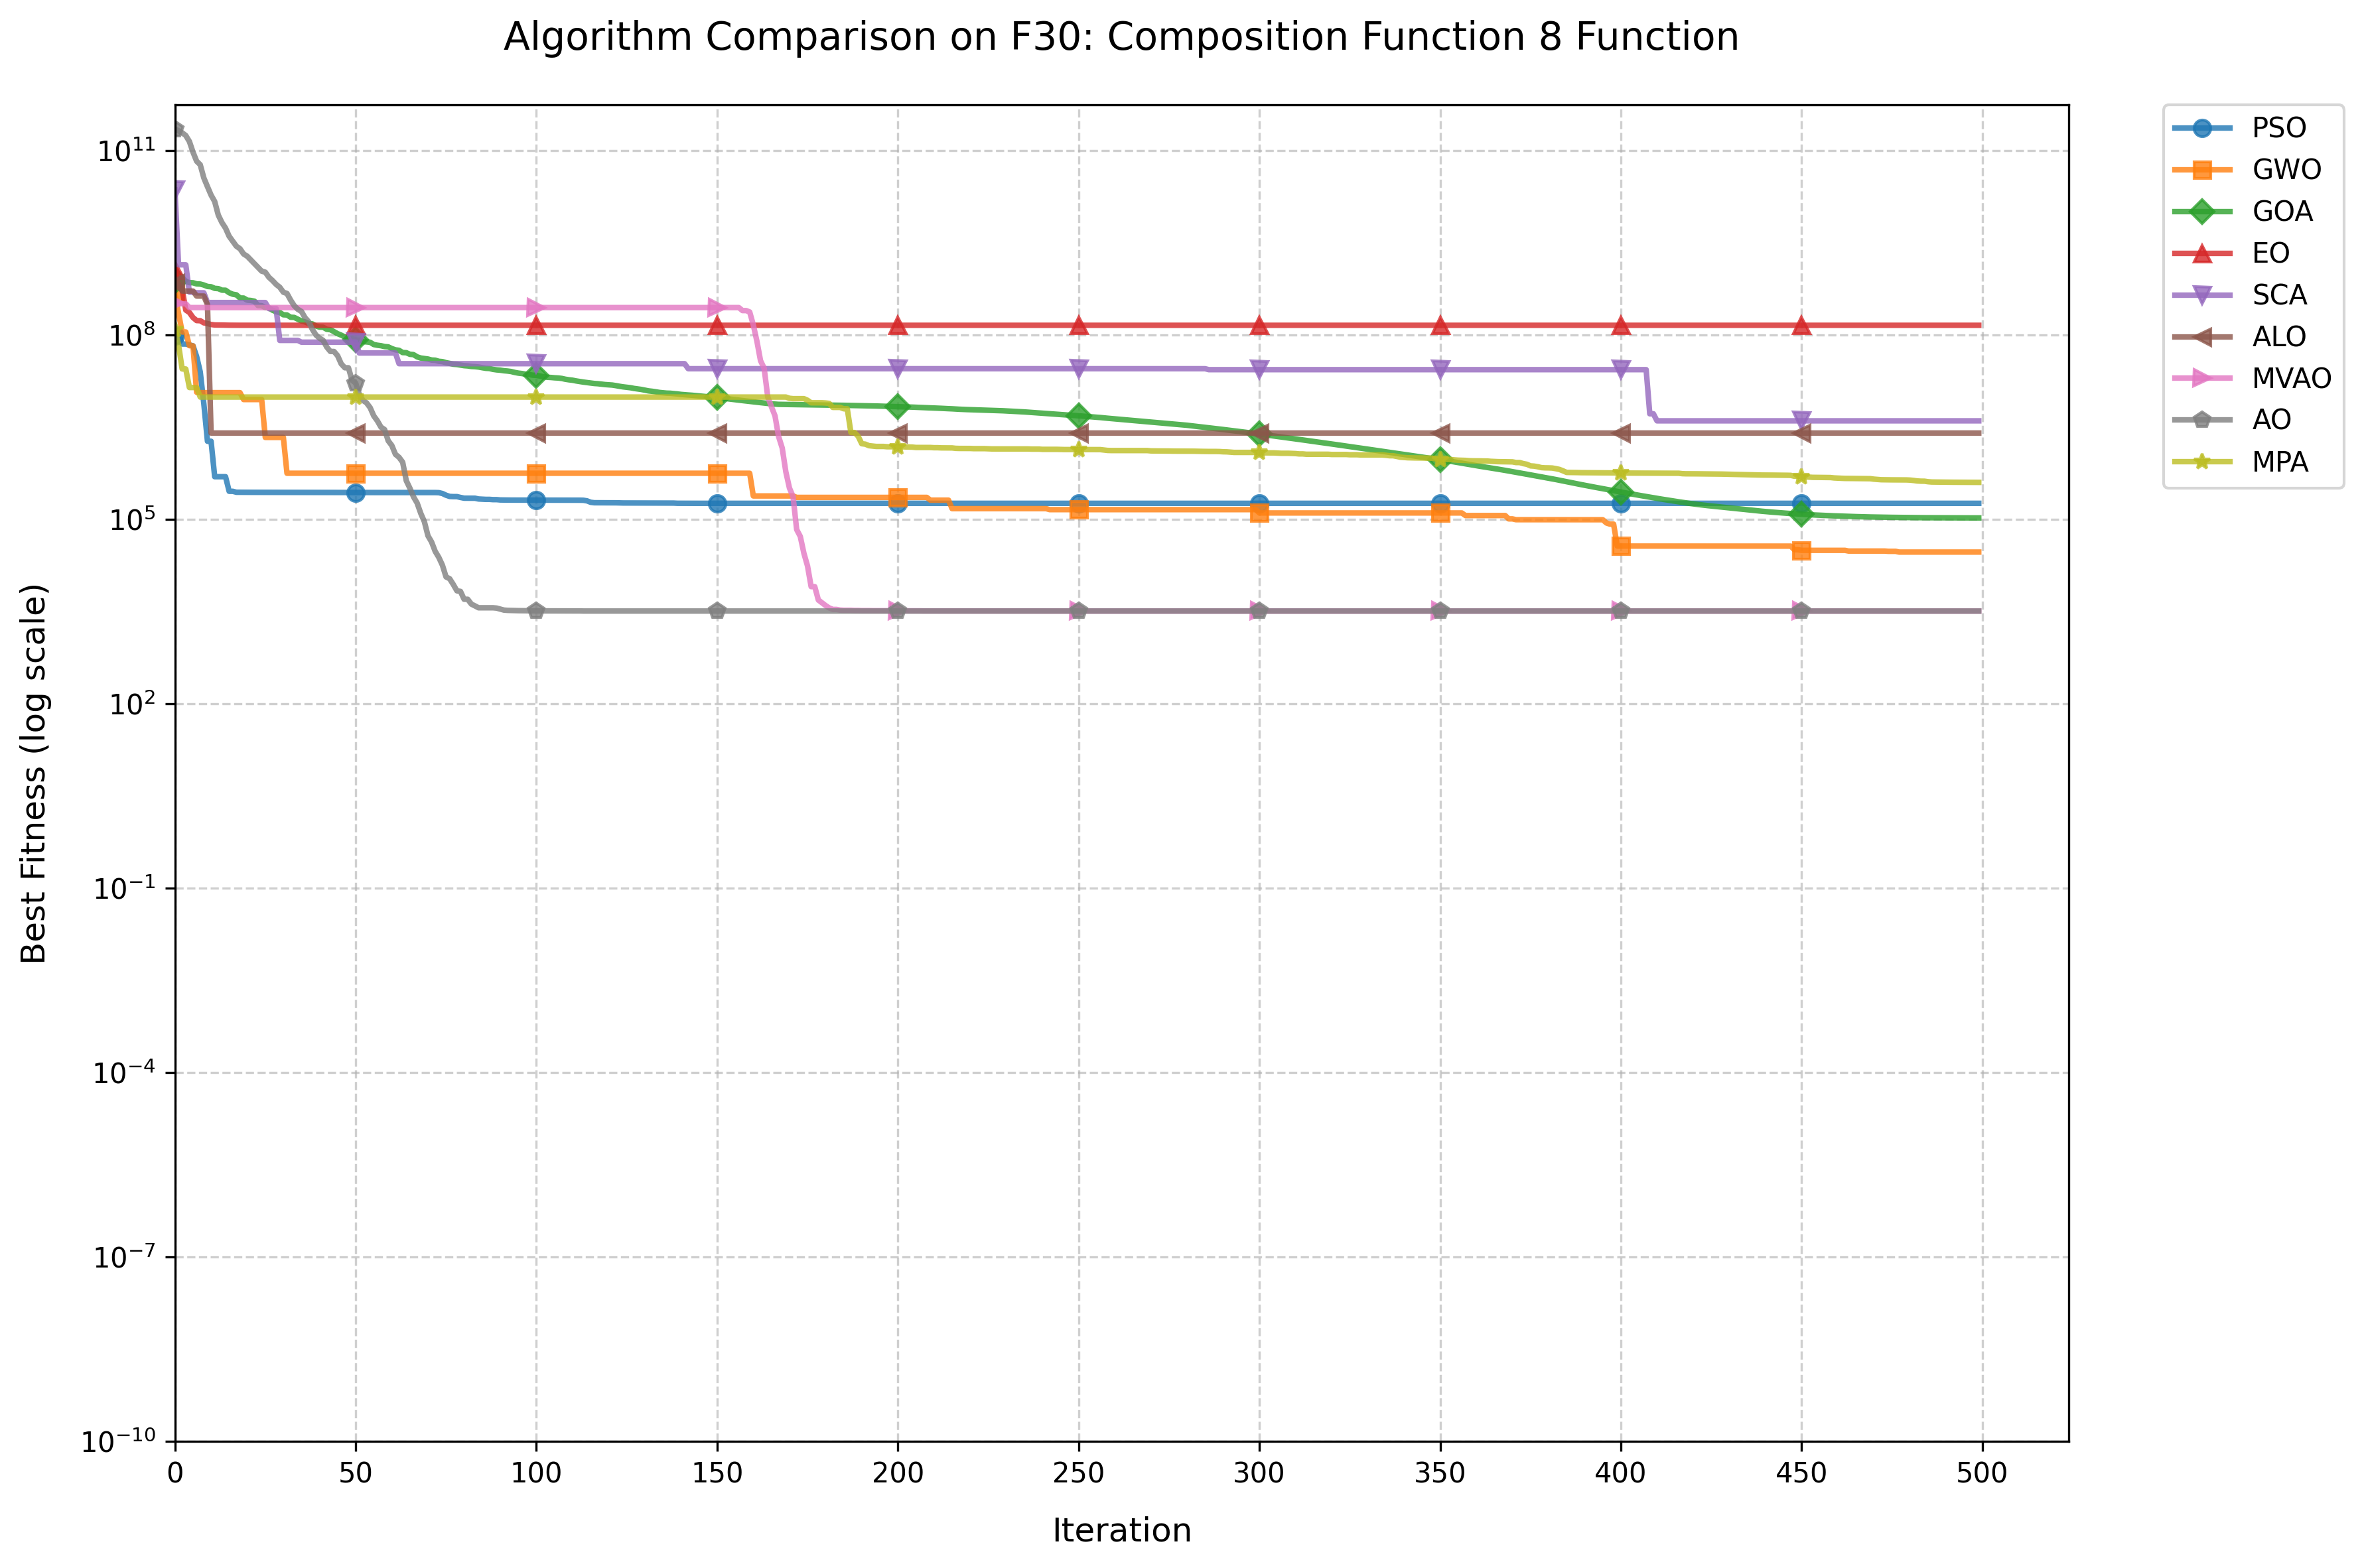 Algorithm Comparison on F30: Composition Function 8 Function
Best Fitness (log scale)
10¹¹
10⁸
10⁵
10²
10⁻¹
10⁻⁴
10⁻⁷
10⁻¹⁰
0 50 100 150 200 250 300 350 400 450 500
Iteration
PSO
GWO
GOA
EO
SCA
ALO
MVAO
AO
MPA